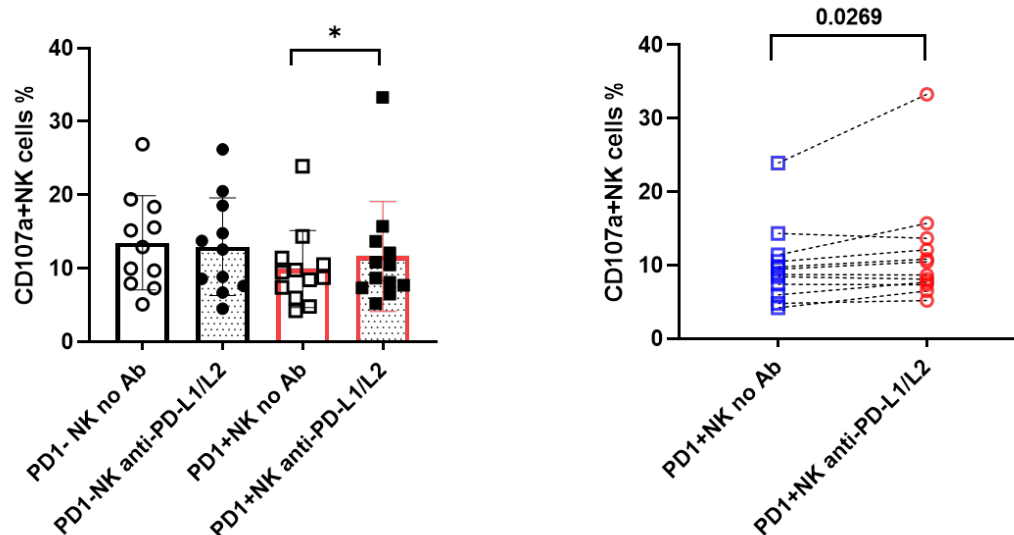 *
40
30
20
10
0
CD107a+NK cells %
PD1- NK no Ab
PD1-NK anti-PD-L1/L2
PD1+NK no Ab
PD1+NK anti-PD-L1/L2
0.0269
40
30
20
10
0
CD107a+NK cells %
PD1+NK no Ab
PD1+NK anti-PD-L1/L2